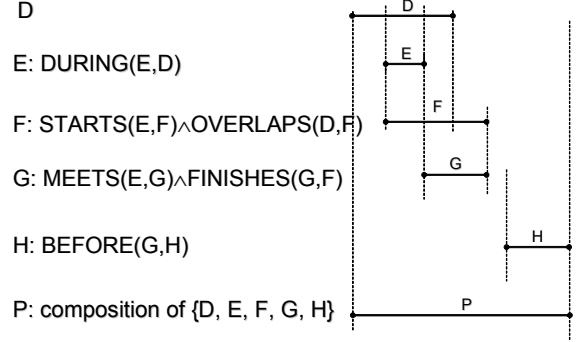 D D
E: DURING(E,D) E
F: STARTS(E,F)∧OVERLAPS(D,F) F
G: MEETS(E,G)∧FINISHES(G,F) G
H: BEFORE(G,H) H
P: composition of {D, E, F, G, H} P